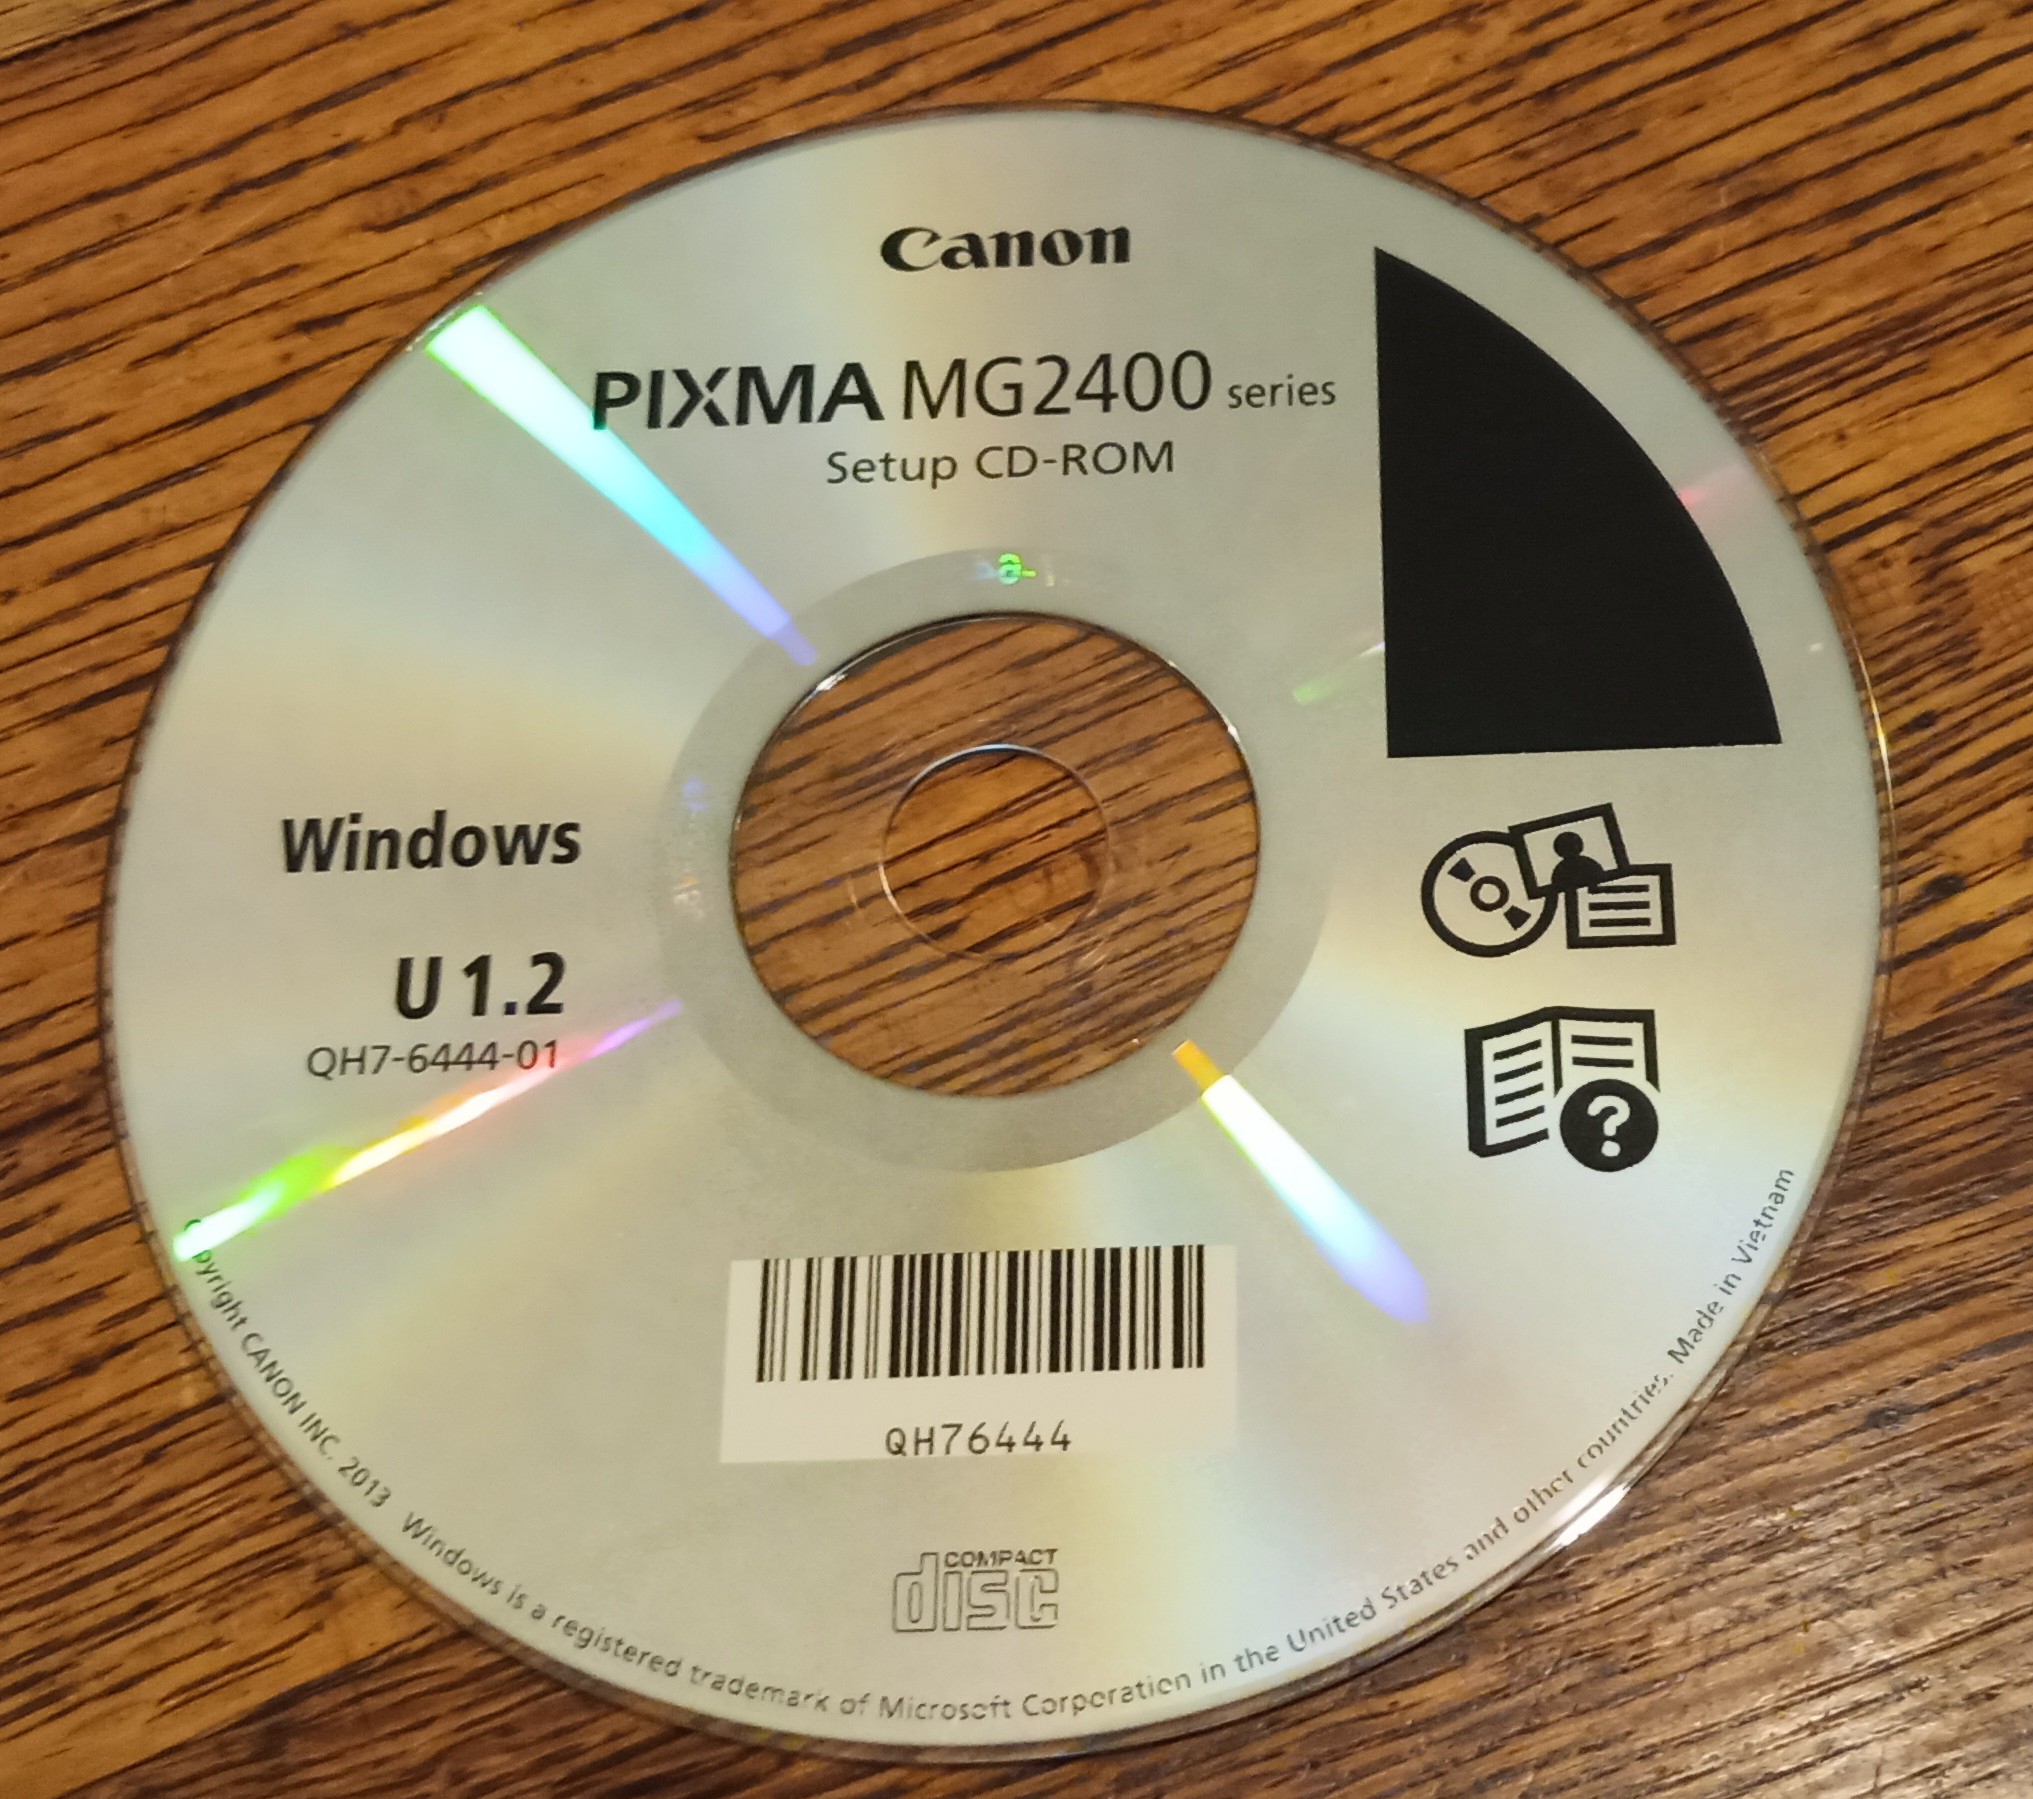 Canon
PIXMA MG2400 series
Setup CD-ROM
Windows
U 1.2
QH7-6444-01
?
QH76444
COMPACT
disc
Copyright CANON INC. 2013 Windows is a registered trademark of Microsoft Corporation in the United States and other countries. Made in Vietnam